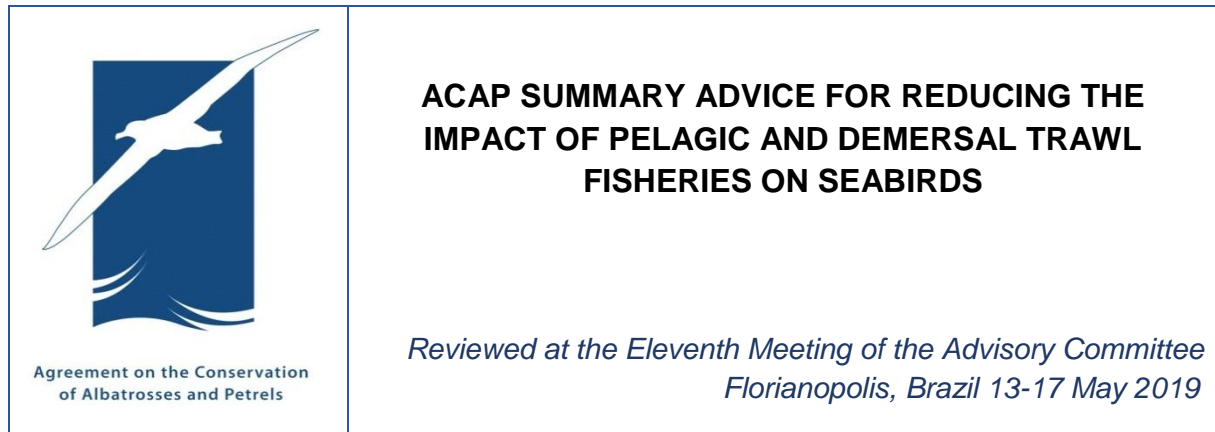 Agreement on the Conservation
of Albatrosses and Petrels
ACAP SUMMARY ADVICE FOR REDUCING THE
IMPACT OF PELAGIC AND DEMERSAL TRAWL
FISHERIES ON SEABIRDS
Reviewed at the Eleventh Meeting of the Advisory Committee
Florianopolis, Brazil 13-17 May 2019